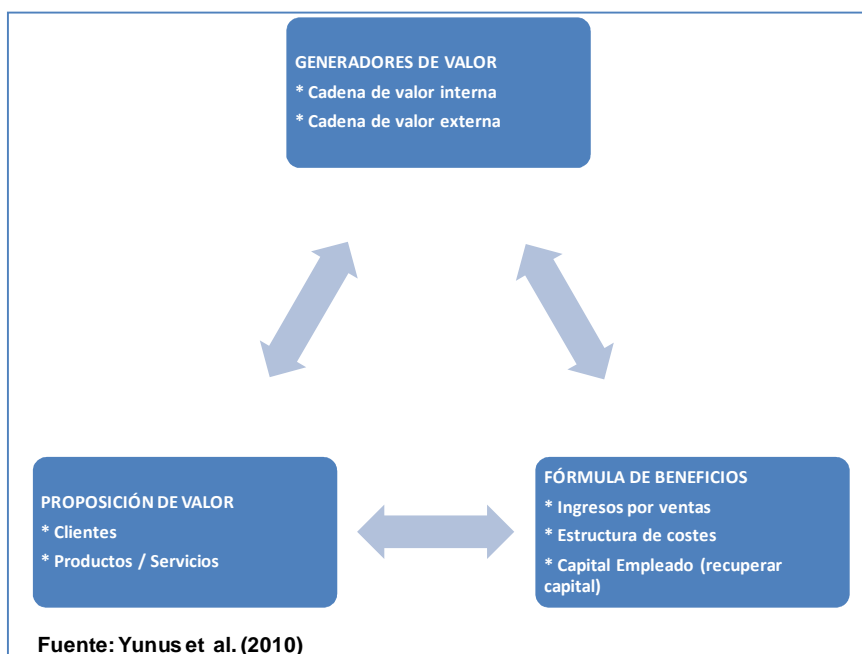 GENERADORES DE VALOR
* Cadena de valor interna
* Cadena de valor externa
PROPOSICIÓN DE VALOR
* Clientes
* Productos / Servicios
FÓRMULA DE BENEFICIOS
* Ingresos por ventas
* Estructura de costes
* Capital Empleado (recuperar
capital)
Fuente: Yunus et al. (2010)